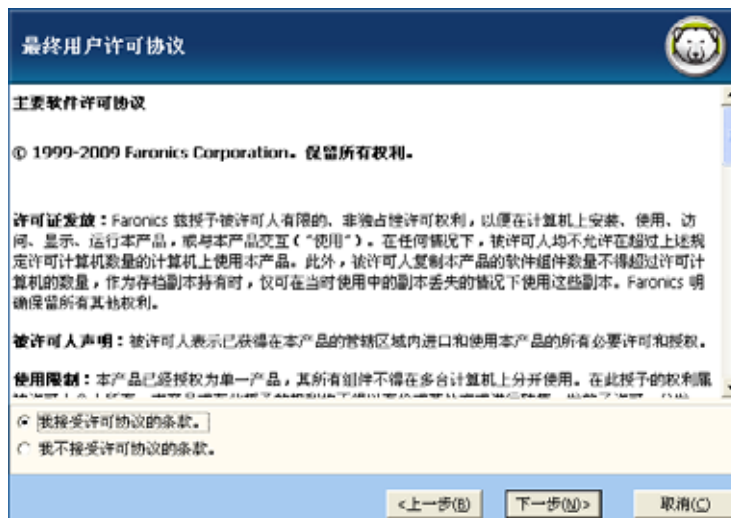 最终用户许可协议
主要软件许可协议
© 1999-2009 Faronics Corporation。保留所有权利。
许可证发放：Faronics 兹授予被许可人有限的、非独占性许可权利，以便在计算机上安装、使用、访
问、显示、运行本产品，或与本产品交互（“使用”）。在任何情况下，被许可人均不允许在超过上述规
定许可计算机数量的计算机上使用本产品。此外，被许可人复制本产品的软件组件数量不得超过许可计
算机的数量，作为存档副本持有时，仅可在当时使用中的副本丢失的情况下使用这些副本。Faronics 明
确保留所有其他权利。
被许可人声明：被许可人表示已获得在本产品的管辖区域内进口和使用本产品的所有必要许可和授权。
使用限制：本产品已经授权为单一产品，其所有组件不得在多台计算机上分开使用。在此授予的权利属
我接受许可协议的条款。
我不接受许可协议的条款。
<上一步(B)
下一步(N)>
取消(C)